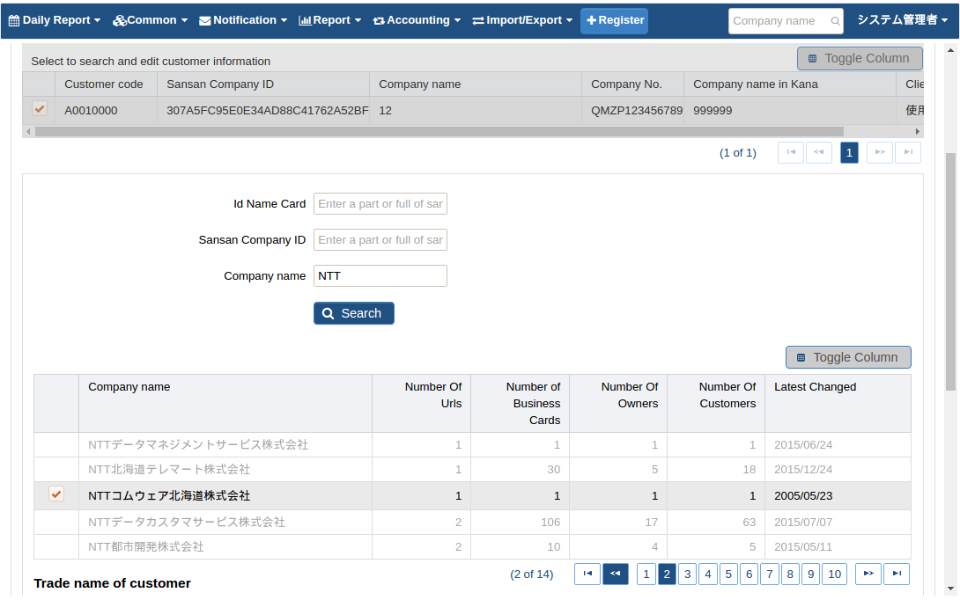 Daily Report Common Notification Report Accounting Import/Export Register Company name システム管理者
Select to search and edit customer information Toggle Column
Customer code Sansan Company ID Company name Company No. Company name in Kana Clie
A0010000 307A5FC95E0E34AD88C41762A52BF 12 QMZP123456789 999999 使用
(1 of 1) 1
Id Name Card Enter a part or full of sar
Sansan Company ID Enter a part or full of sar
Company name NTT
Search
Toggle Column
Company name Number Of Urls Number of Business Cards Number Of Owners Number Of Customers Latest Changed
NTTデータマネジメントサービス株式会社 1 1 1 1 2015/06/24
NTT北海道テレマート株式会社 1 30 5 18 2015/12/24
NTTコムウェア北海道株式会社 1 1 1 1 2005/05/23
NTTデータカスタマサービス株式会社 2 106 17 63 2015/07/07
NTT都市開発株式会社 2 10 4 5 2015/05/11
(2 of 14) 1 2 3 4 5 6 7 8 9 10
Trade name of customer